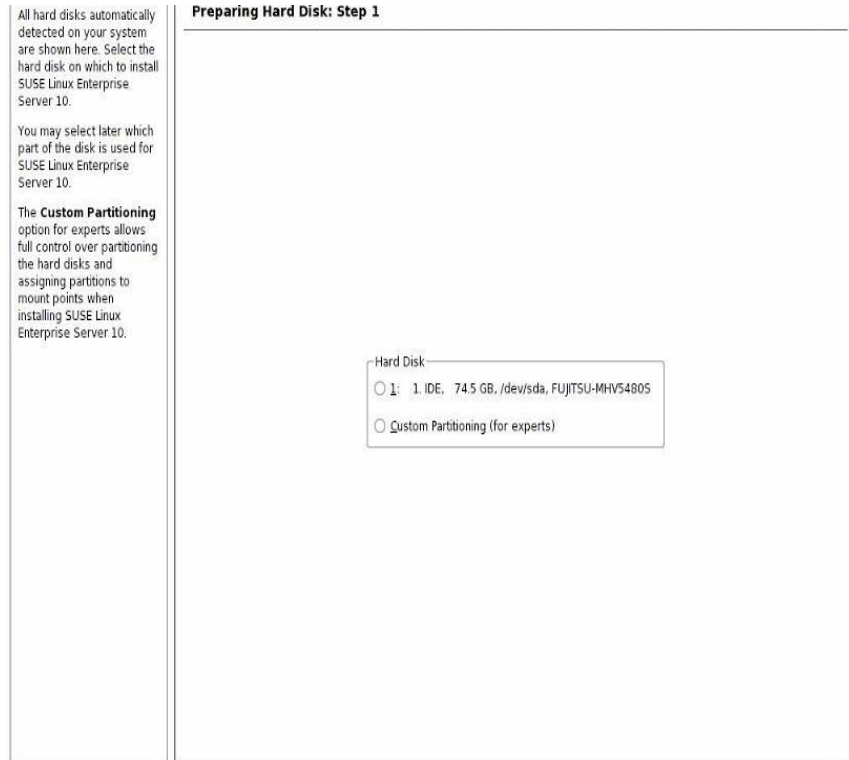 All hard disks automatically
detected on your system
are shown here. Select the
hard disk on which to install
SUSE Linux Enterprise
Server 10.
You may select later which
part of the disk is used for
SUSE Linux Enterprise
Server 10.
The Custom Partitioning
option for experts allows
full control over partitioning
the hard disks and
assigning partitions to
mount points when
installing SUSE Linux
Enterprise Server 10.
Preparing Hard Disk: Step 1
Hard Disk
1: 1. IDE, 74.5 GB, /dev/sda, FUJITSU-MHV5480S
Custom Partitioning (for experts)